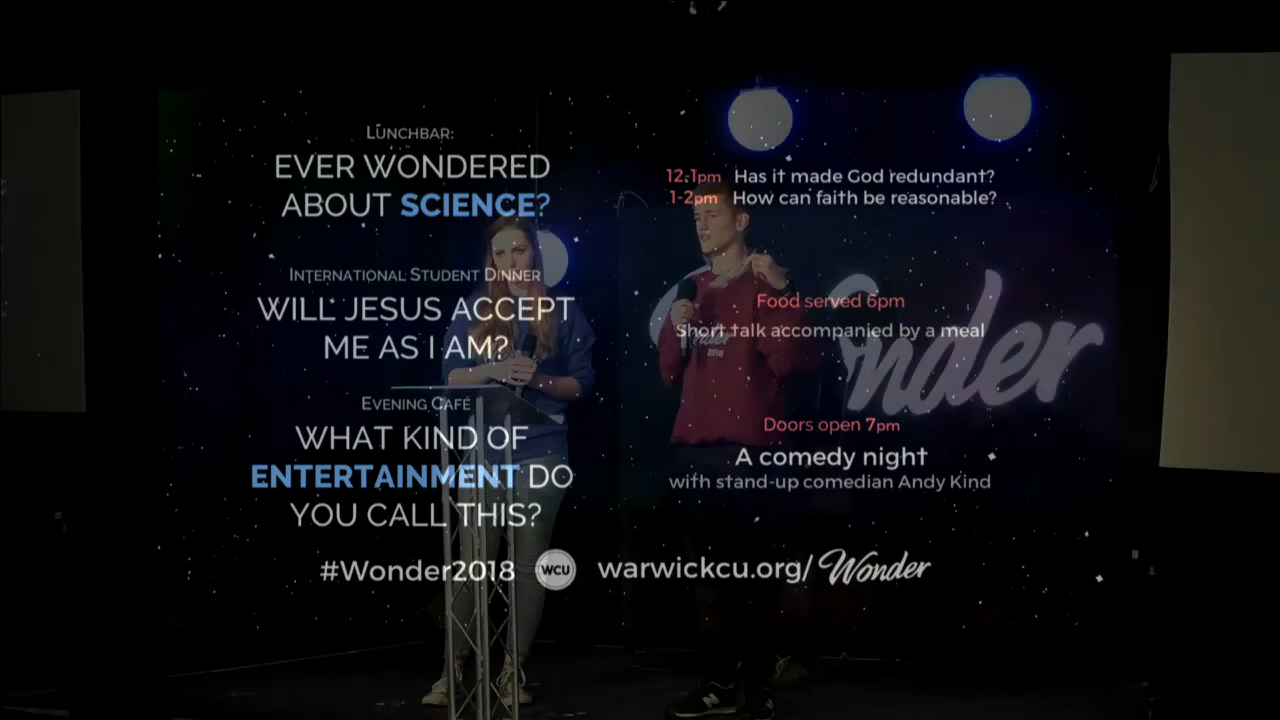 LUNCHBAR:
EVER WONDERED
ABOUT SCIENCE?
12-1pm Has it made God redundant?
1-2pm How can faith be reasonable?
INTERNATIONAL STUDENT DINNER
WILL JESUS ACCEPT
ME AS I AM?
Food served 6pm
Short talk accompanied by a meal
EVENING CAFÉ
WHAT KIND OF
ENTERTAINMENT DO
YOU CALL THIS?
Doors open 7pm
A comedy night
with stand-up comedian Andy Kind
#Wonder2018 WCU warwickcu.org/Wonder
Wonder
2018